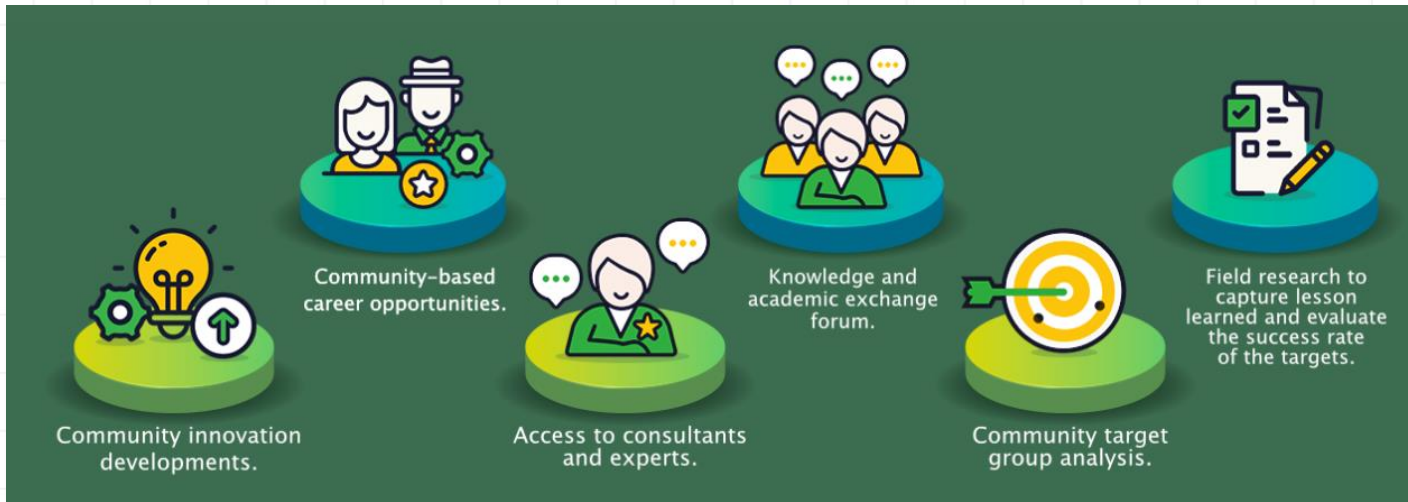 Community innovation
developments.
Community-based
career opportunities.
Access to consultants
and experts.
Knowledge and
academic exchange
forum.
Community target
group analysis.
Field research to
capture lesson
learned and evaluate
the success rate
of the targets.